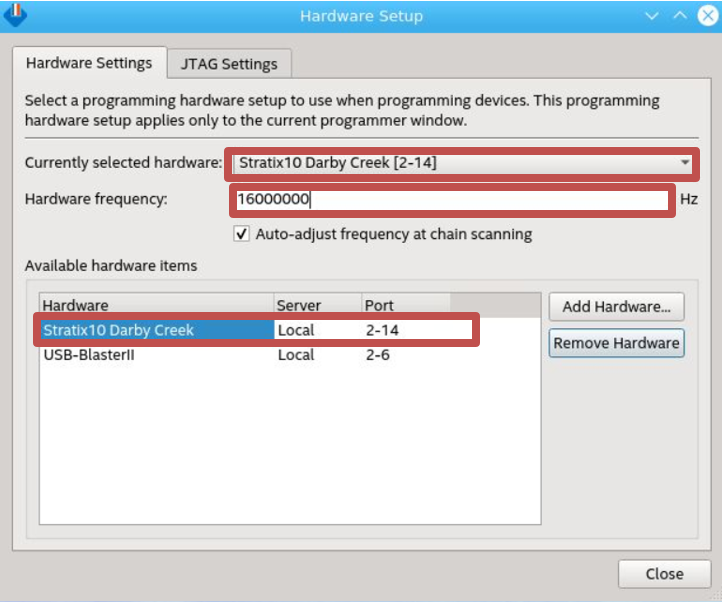 Hardware Setup
Hardware Settings
JTAG Settings
Select a programming hardware setup to use when programming devices. This programming
hardware setup applies only to the current programmer window.
Currently selected hardware: Stratix10 Darby Creek [2-14]
Hardware frequency: 16000000 Hz
Auto-adjust frequency at chain scanning
Available hardware items
Hardware Server Port
Stratix10 Darby Creek Local 2-14
USB-BlasterII Local 2-6
Add Hardware...
Remove Hardware
Close